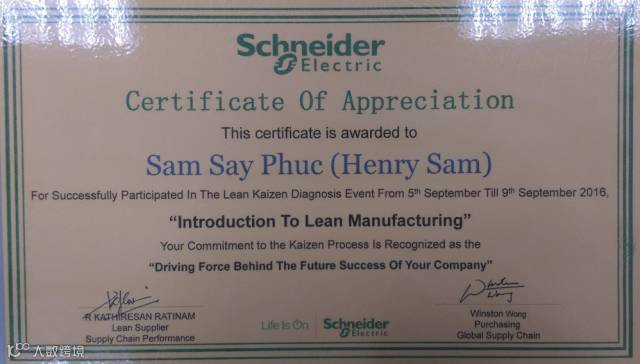 Schneider
Electric
Certificate Of Appreciation
This certificate is awarded to
Sam Say Phuc (Henry Sam)
For Successfully Participated In The Lean Kaizen Diagnosis Event From 5th September Till 9th September 2016,
“Introduction To Lean Manufacturing”
Your Commitment to the Kaizen Process Is Recognized as the
“Driving Force Behind The Future Success Of Your Company”
R KATHIRESAN RATINAM
Lean Supplier
Supply Chain Performance
Life Is On
Schneider
Electric
Winston Wong
Purchasing
Global Supply Chain
大数跨境